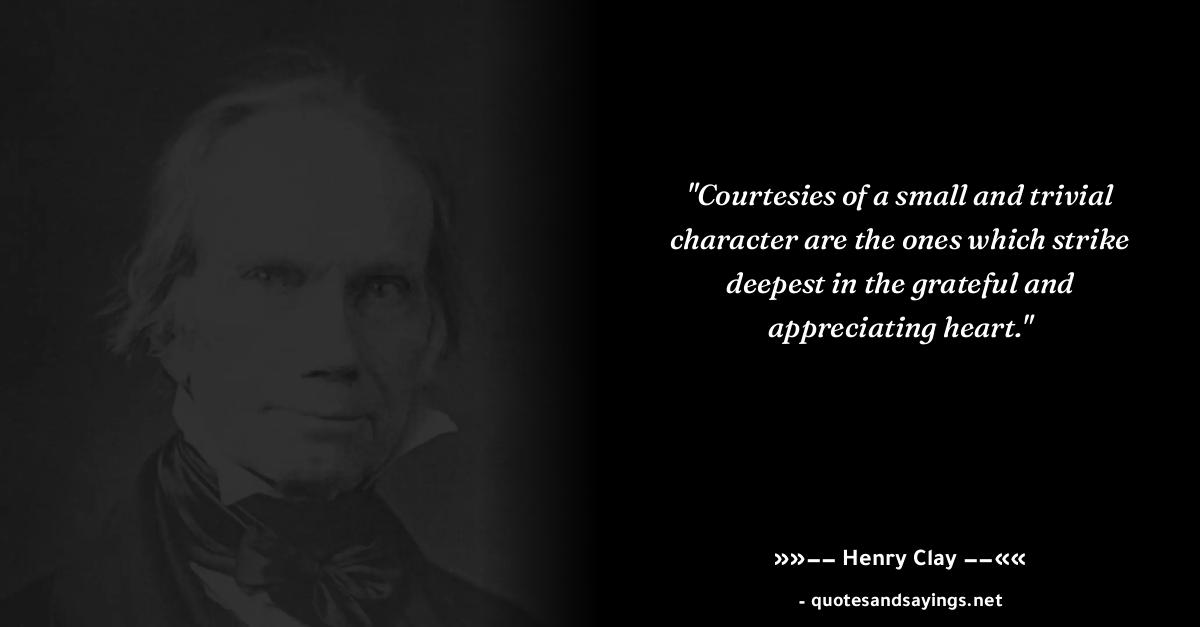 "Courtesies of a small and trivial
character are the ones which strike
deepest in the grateful and
appreciating heart."
»»−− Henry Clay −−««
- quotesandsayings.net